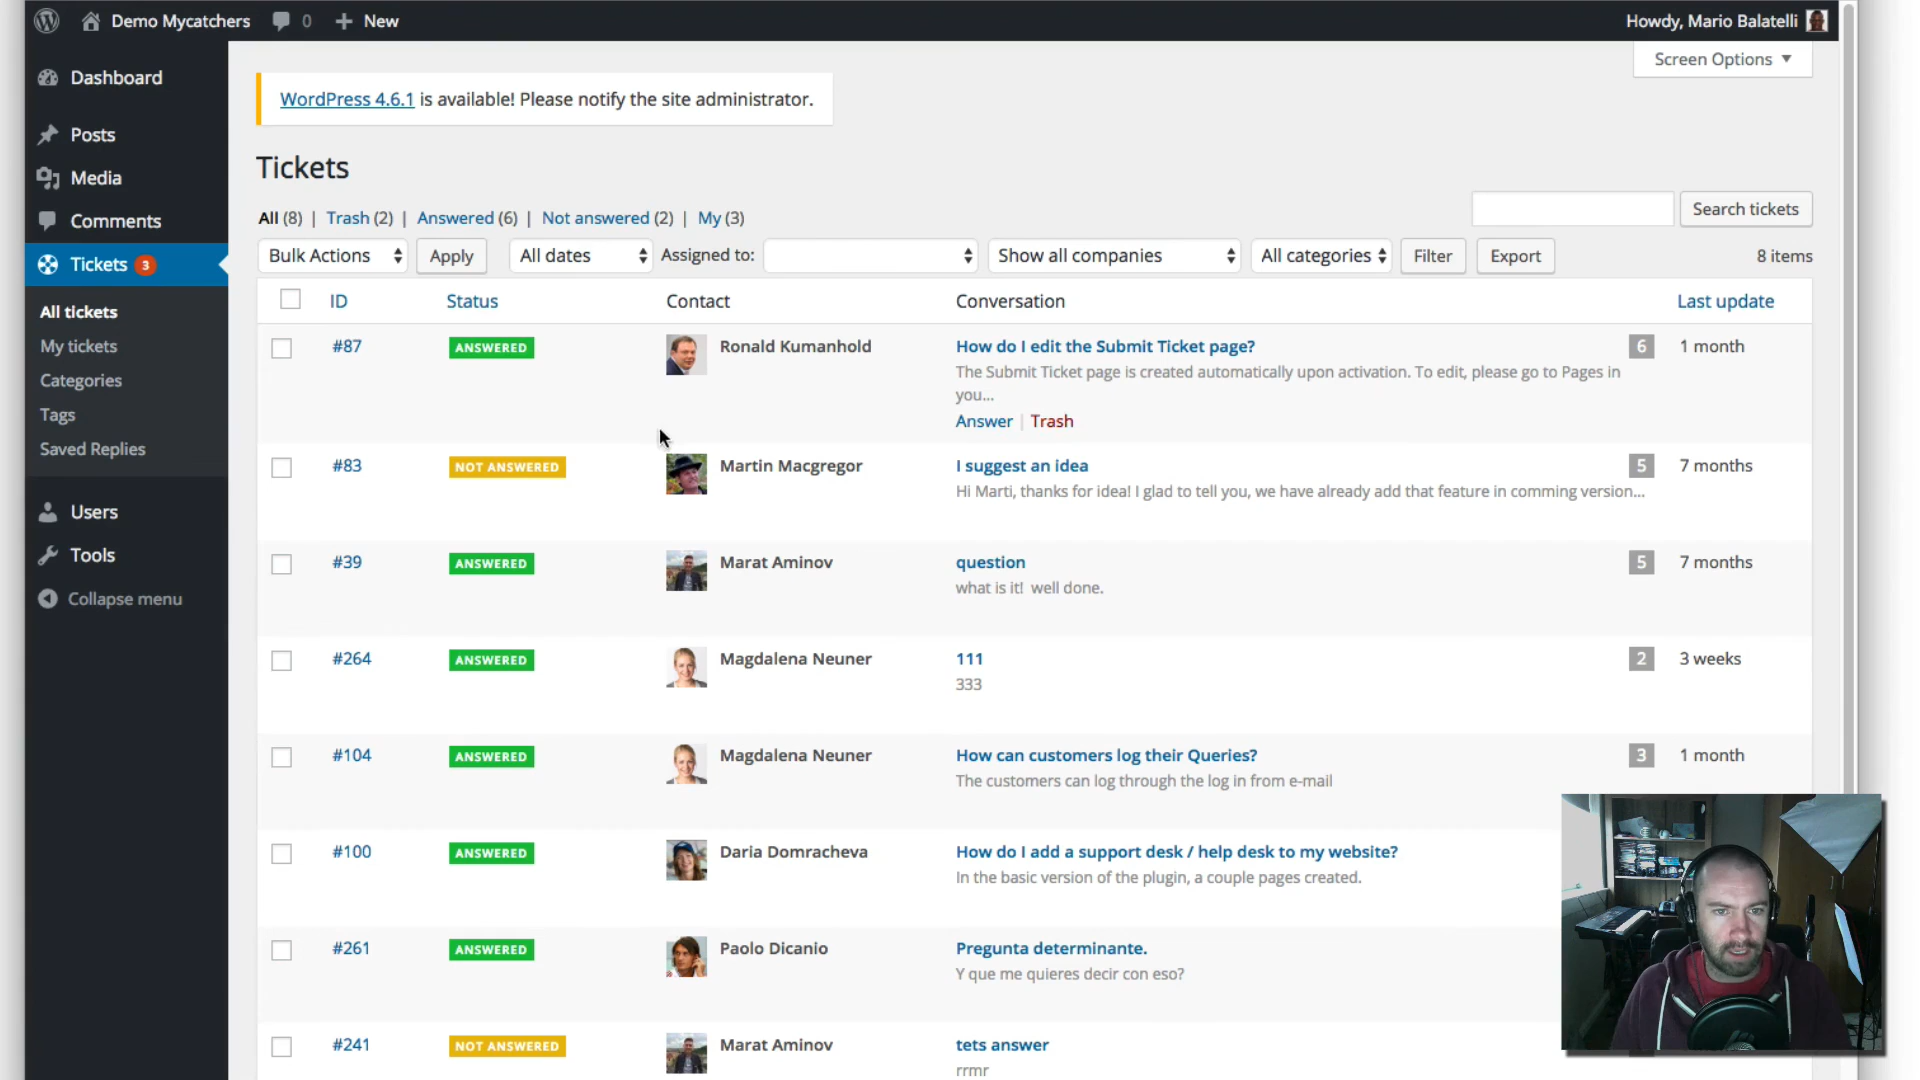 Demo Mycatchers 0 New Howdy, Mario Balatelli
Screen Options
Dashboard
Posts
Media
Comments
Tickets 3
All tickets
My tickets
Categories
Tags
Saved Replies
Users
Tools
Collapse menu
WordPress 4.6.1 is available! Please notify the site administrator.
Tickets
All (8) | Trash (2) | Answered (6) | Not answered (2) | My (3)
Search tickets
Bulk Actions Apply All dates Assigned to: Show all companies All categories Filter Export 8 items
ID Status Contact Conversation Last update
#87 ANSWERED Ronald Kumanhold How do I edit the Submit Ticket page? 6 1 month
The Submit Ticket page is created automatically upon activation. To edit, please go to Pages in
you...
Answer | Trash
#83 NOT ANSWERED Martin Macgregor I suggest an idea 5 7 months
Hi Marti, thanks for idea! I glad to tell you, we have already add that feature in comming version...
#39 ANSWERED Marat Aminov question 5 7 months
what is it! well done.
#264 ANSWERED Magdalena Neuner 111 2 3 weeks
333
#104 ANSWERED Magdalena Neuner How can customers log their Queries? 3 1 month
The customers can log through the log in from e-mail
#100 ANSWERED Daria Domracheva How do I add a support desk / help desk to my website?
In the basic version of the plugin, a couple pages created.
#261 ANSWERED Paolo Dicanio Pregunta determinante.
Y que me quieres decir con eso?
#241 NOT ANSWERED Marat Aminov tets answer
rrmr